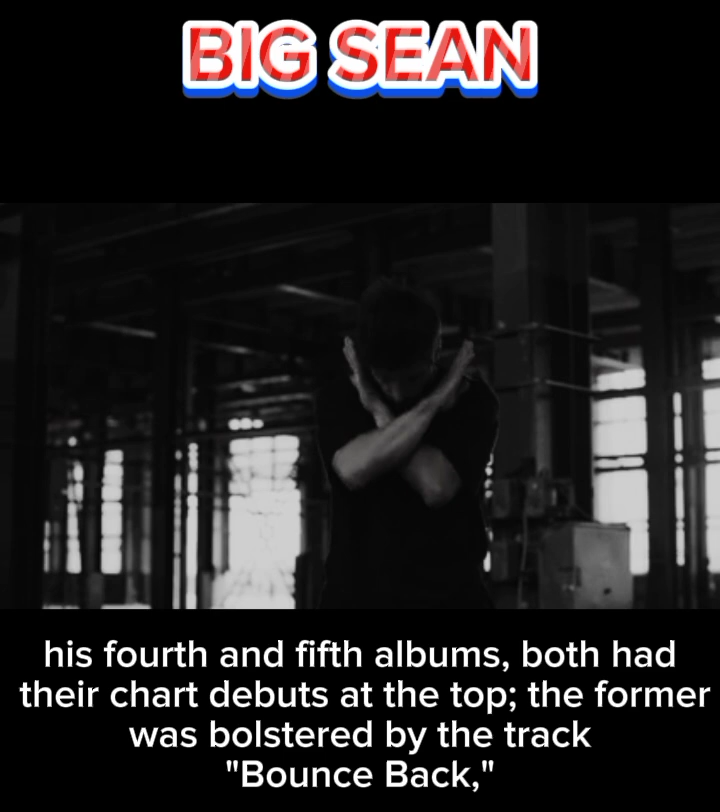 BIG SEAN
his fourth and fifth albums, both had
their chart debuts at the top; the former
was bolstered by the track
"Bounce Back,"